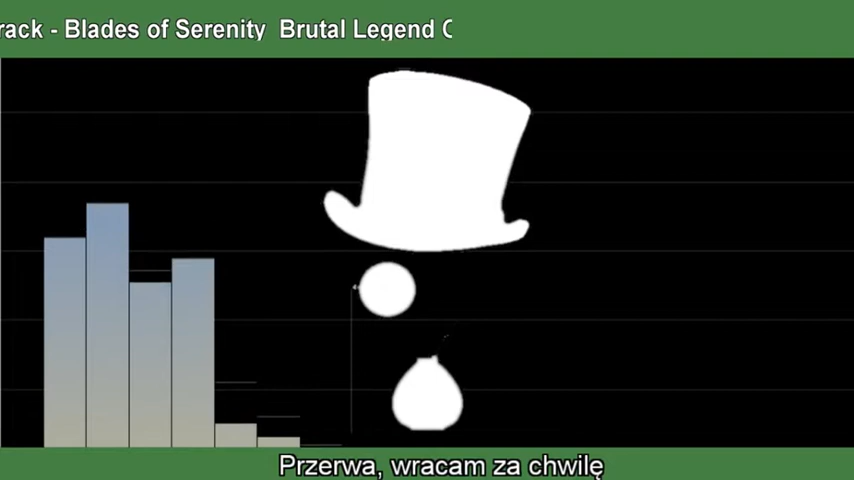 rack - Blades of Serenity  Brutal Legend
Przerwa, wracam za chwilę